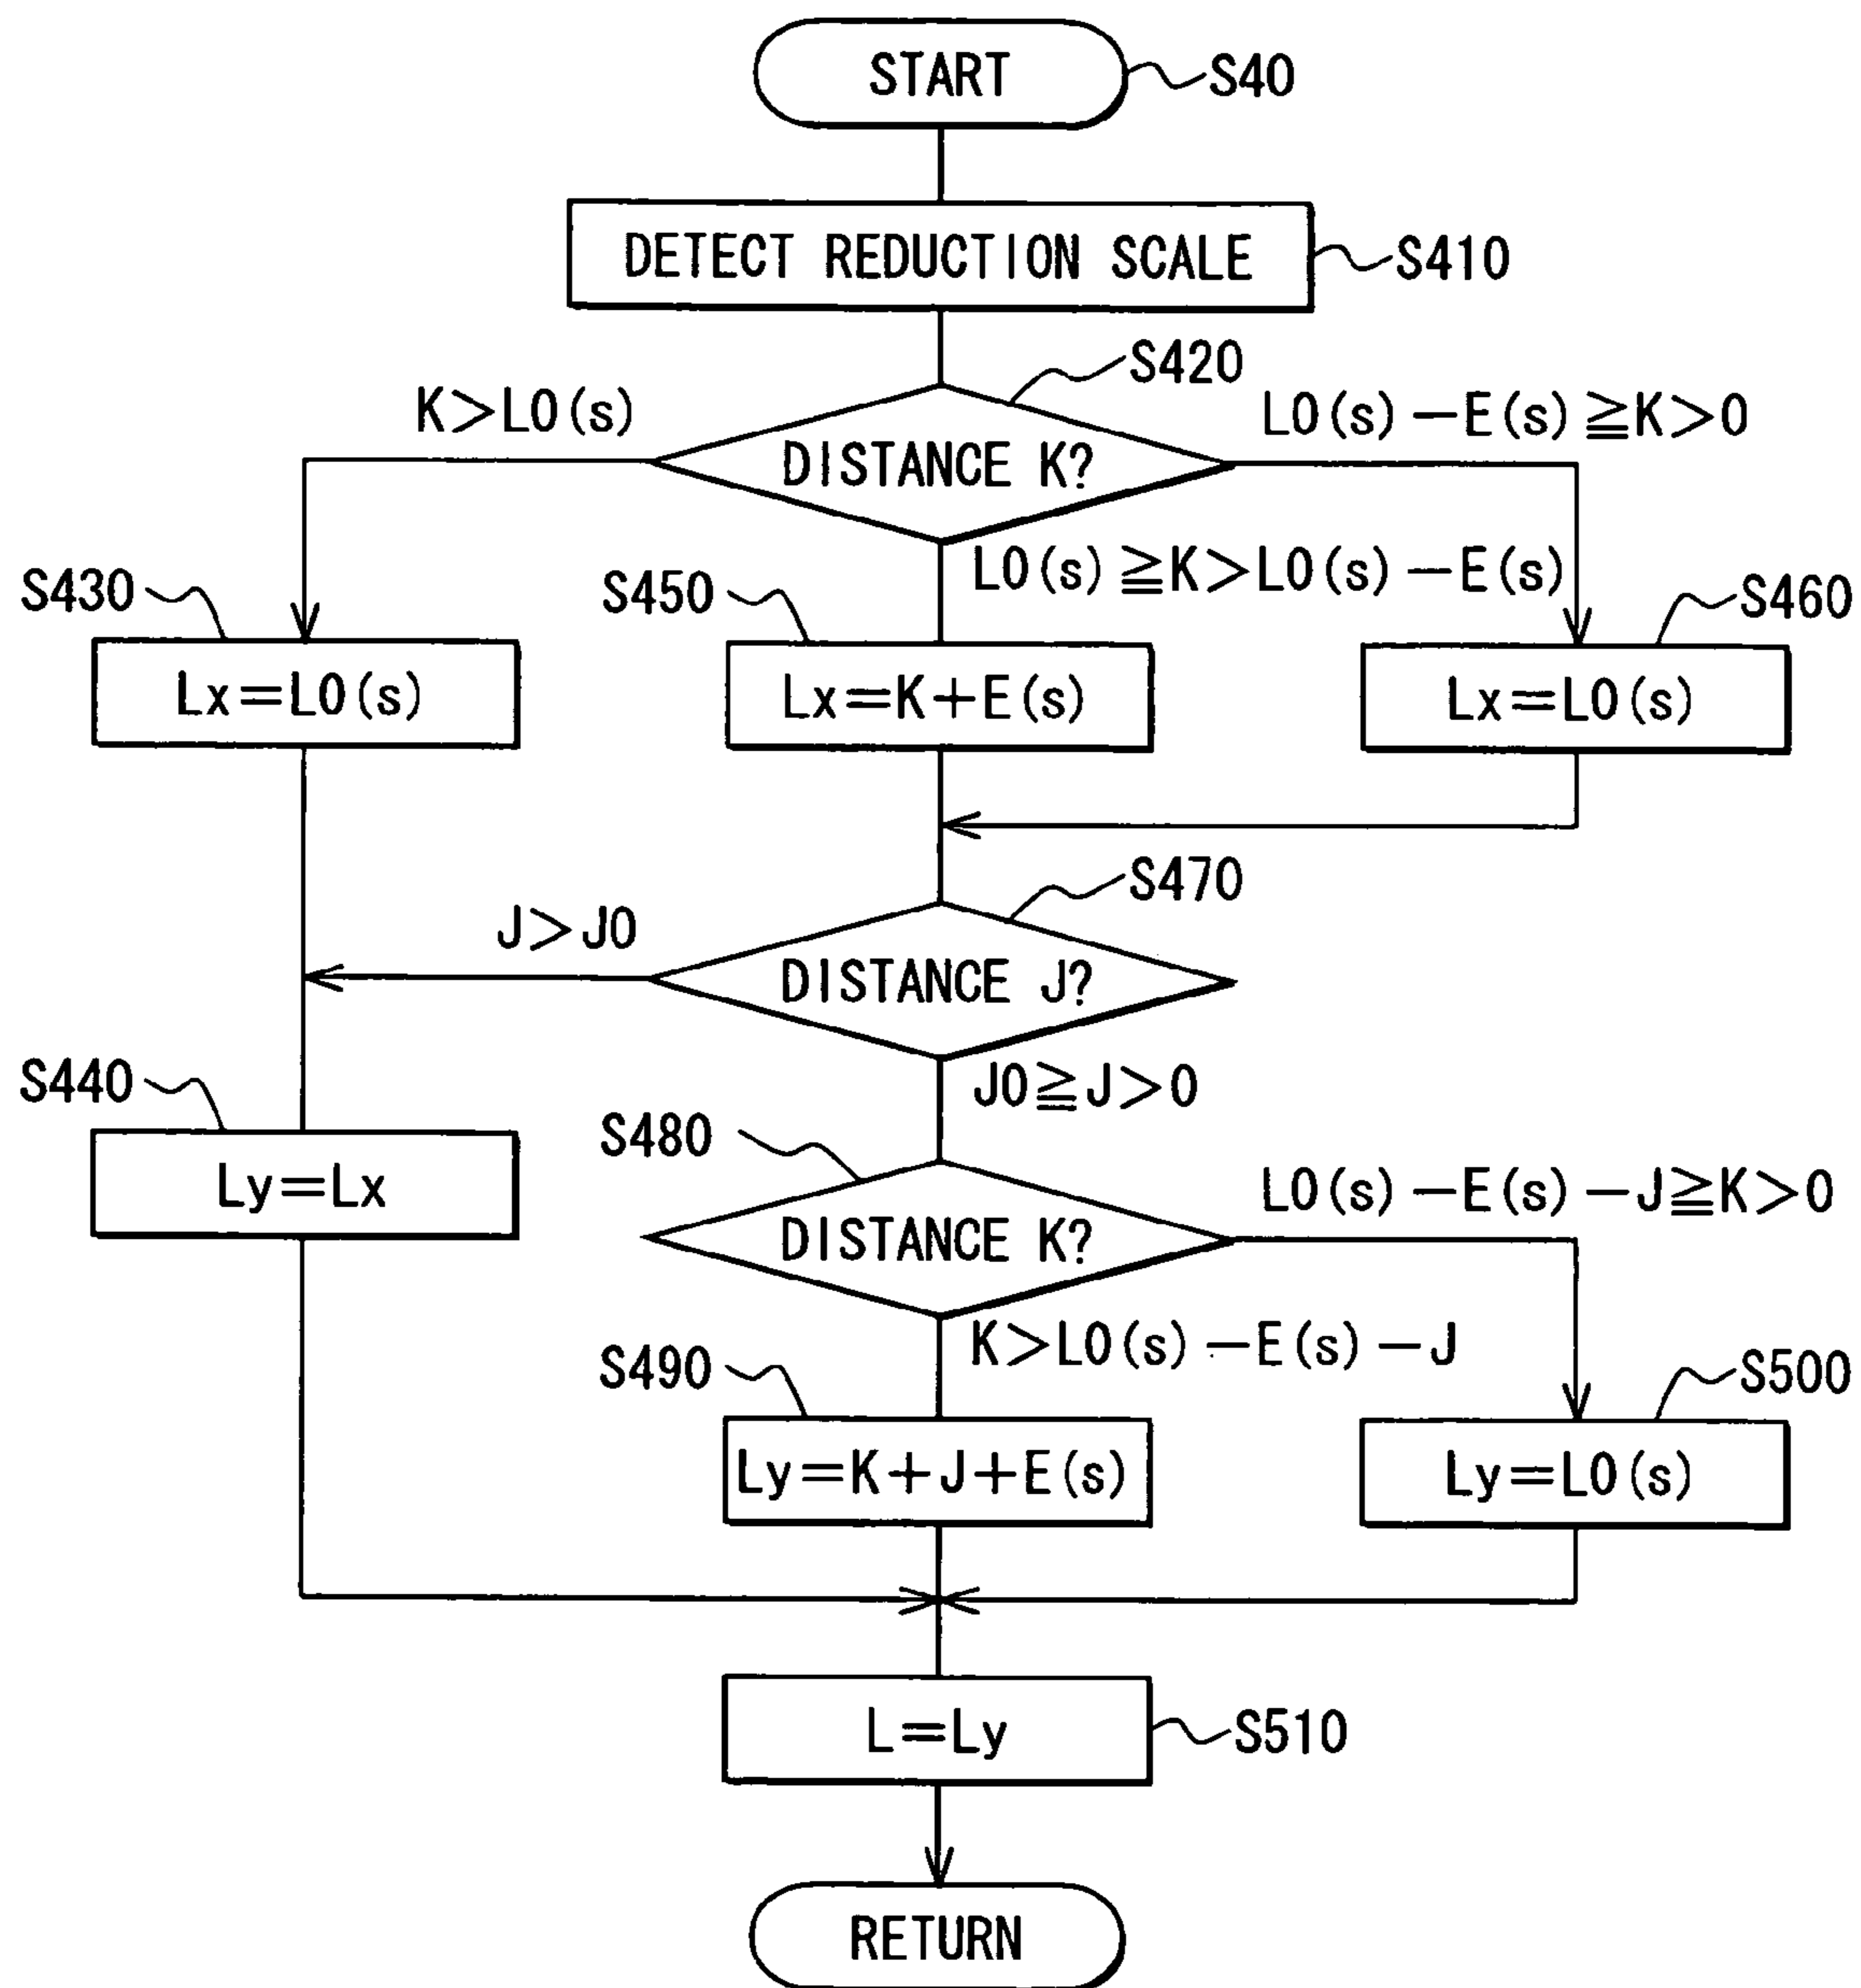 START
S40
DETECT REDUCTION SCALE
S410
S420
K>L0(s)
L0(s)-E(s)≧K>0
DISTANCE K?
L0(s)≧K>L0(s)-E(s)
S430
S450
S460
Lx=L0(s)
Lx=K+E(s)
Lx=L0(s)
S470
J>J0
DISTANCE J?
J0≧J>0
S440
S480
Ly=Lx
L0(s)-E(s)-J≧K>0
DISTANCE K?
K>L0(s)-E(s)-J
S490
S500
Ly=K+J+E(s)
Ly=L0(s)
L=Ly
S510
RETURN